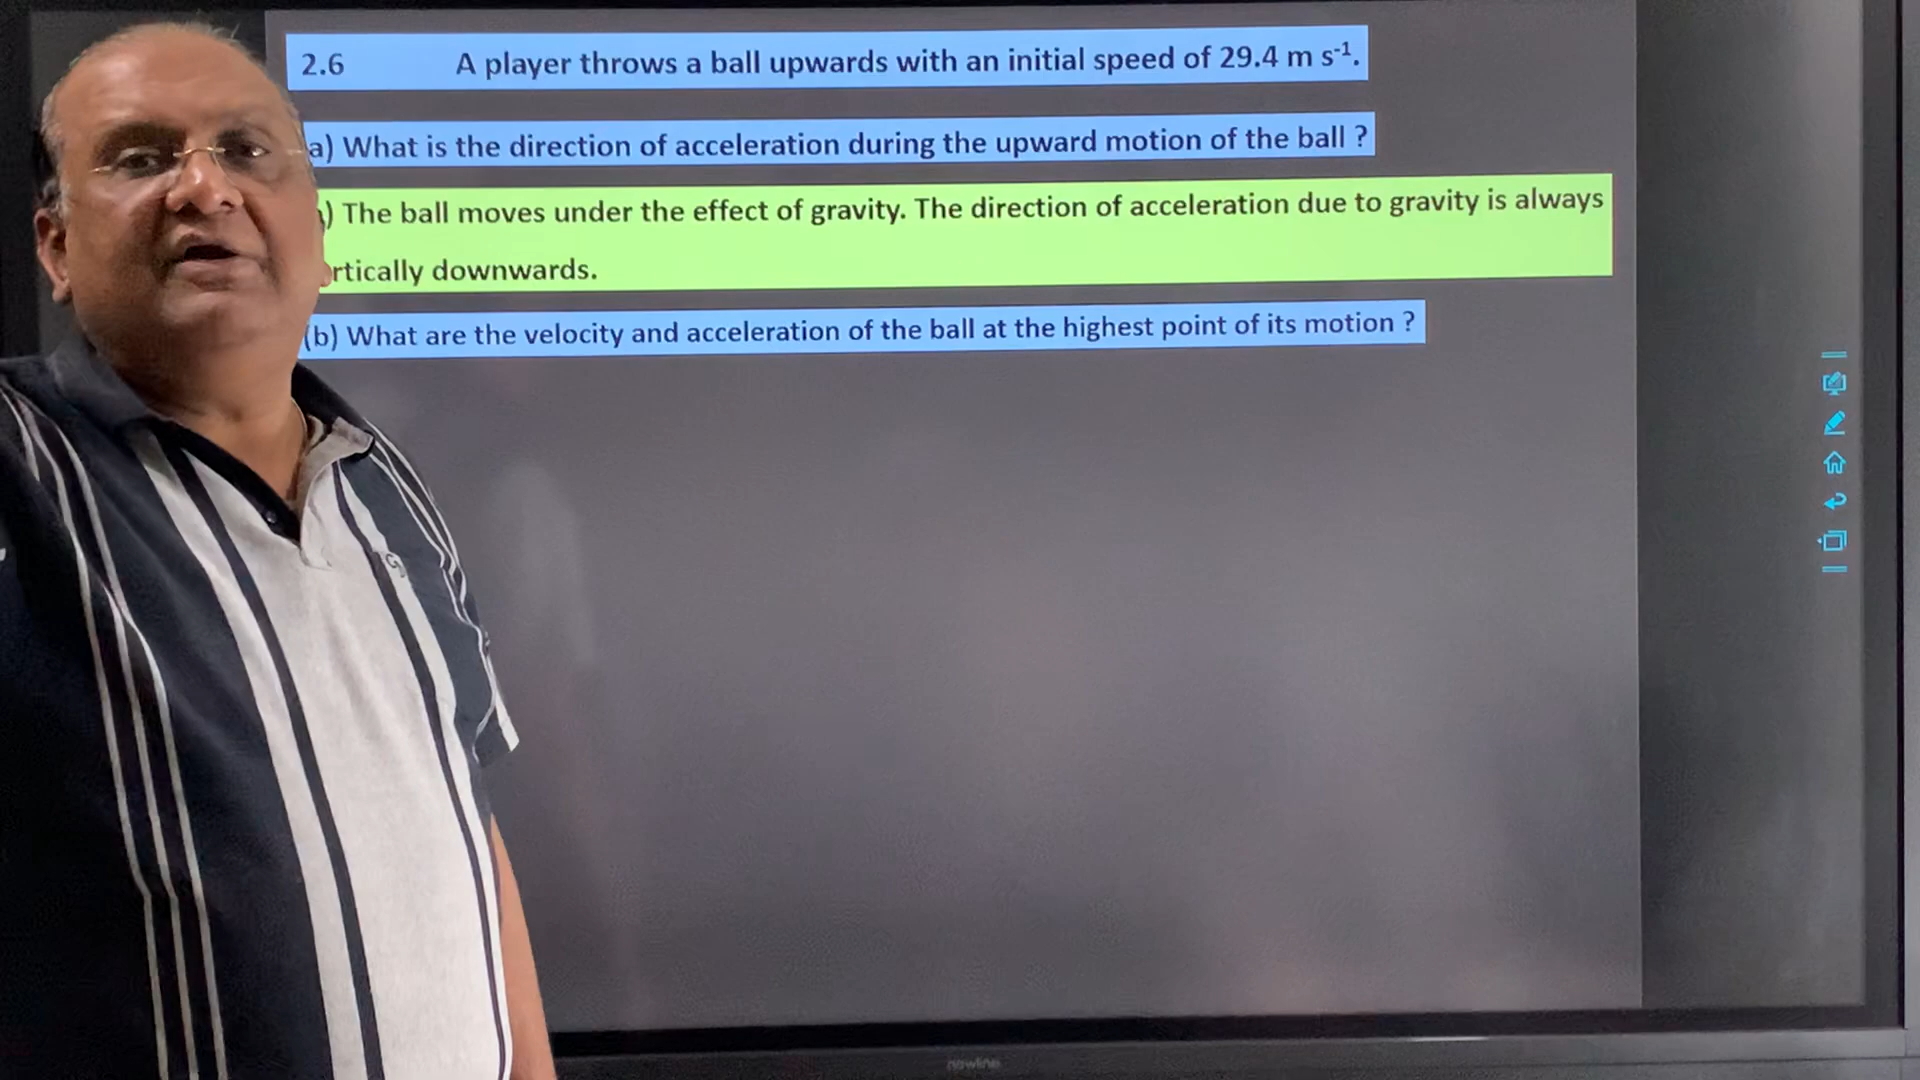 2.6 A player throws a ball upwards with an initial speed of 29.4 m s⁻¹.
a) What is the direction of acceleration during the upward motion of the ball ?
) The ball moves under the effect of gravity. The direction of acceleration due to gravity is always
rtically downwards.
(b) What are the velocity and acceleration of the ball at the highest point of its motion ?
newline